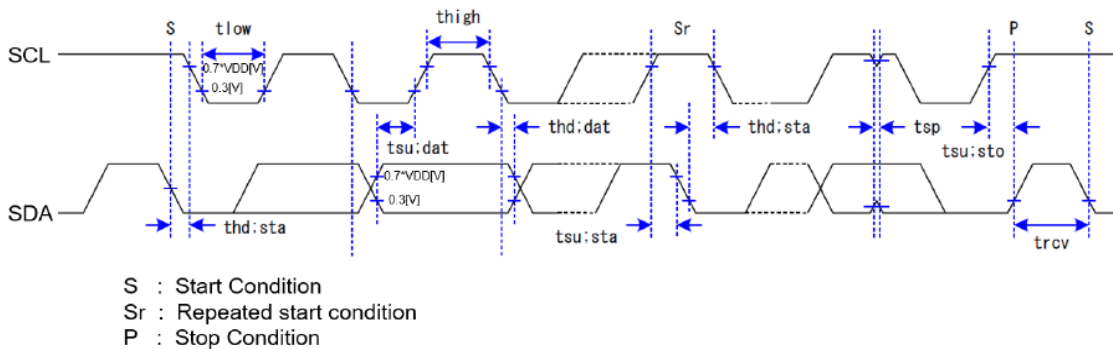 S tlow thigh Sr P S
SCL
0.7*VDD[V]
0.3[V]
thd;dat thd;sta tsp
tsu;dat tsu;sto
0.7*VDD[V]
0.3[V]
SDA
thd;sta tsu;sta trcv
S : Start Condition
Sr : Repeated start condition
P : Stop Condition